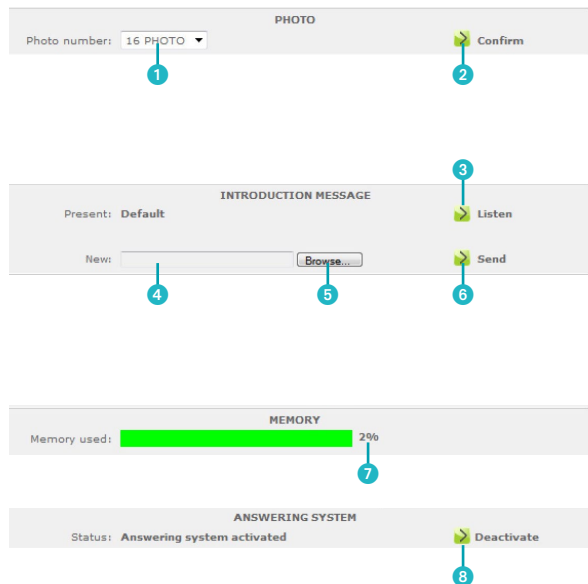 PHOTO
Photo number: 16 PHOTO Confirm
1 2
3
INTRODUCTION MESSAGE
Present: Default Listen
New: Browse... Send
4 5 6
MEMORY
Memory used: 2%
7
ANSWERING SYSTEM
Status: Answering system activated Deactivate
8